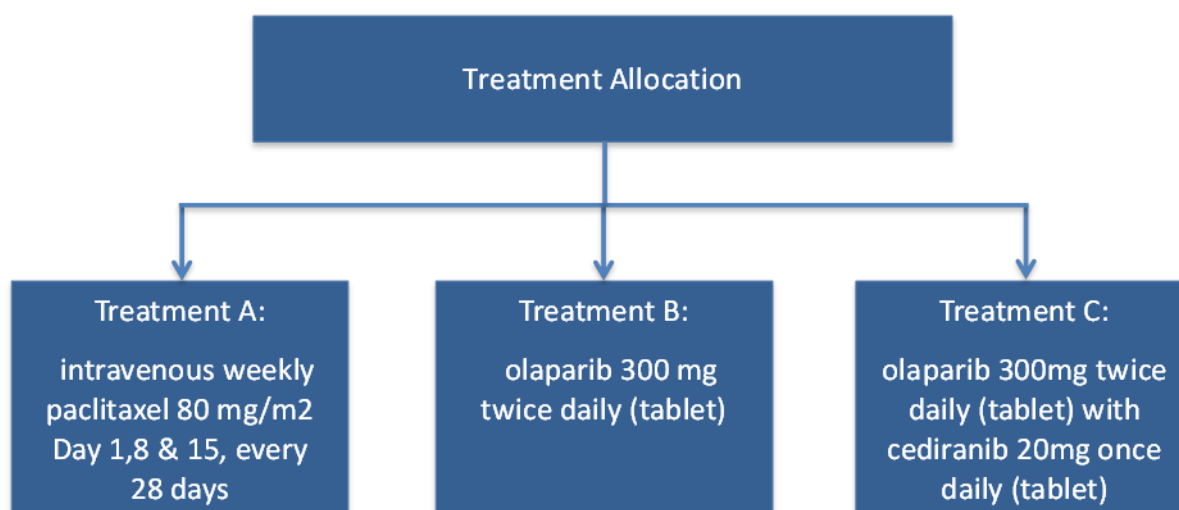 Treatment Allocation
Treatment A:
intravenous weekly
paclitaxel 80 mg/m2
Day 1,8 & 15, every
28 days
Treatment B:
olaparib 300 mg
twice daily (tablet)
Treatment C:
olaparib 300mg twice
daily (tablet) with
cediranib 20mg once
daily (tablet)